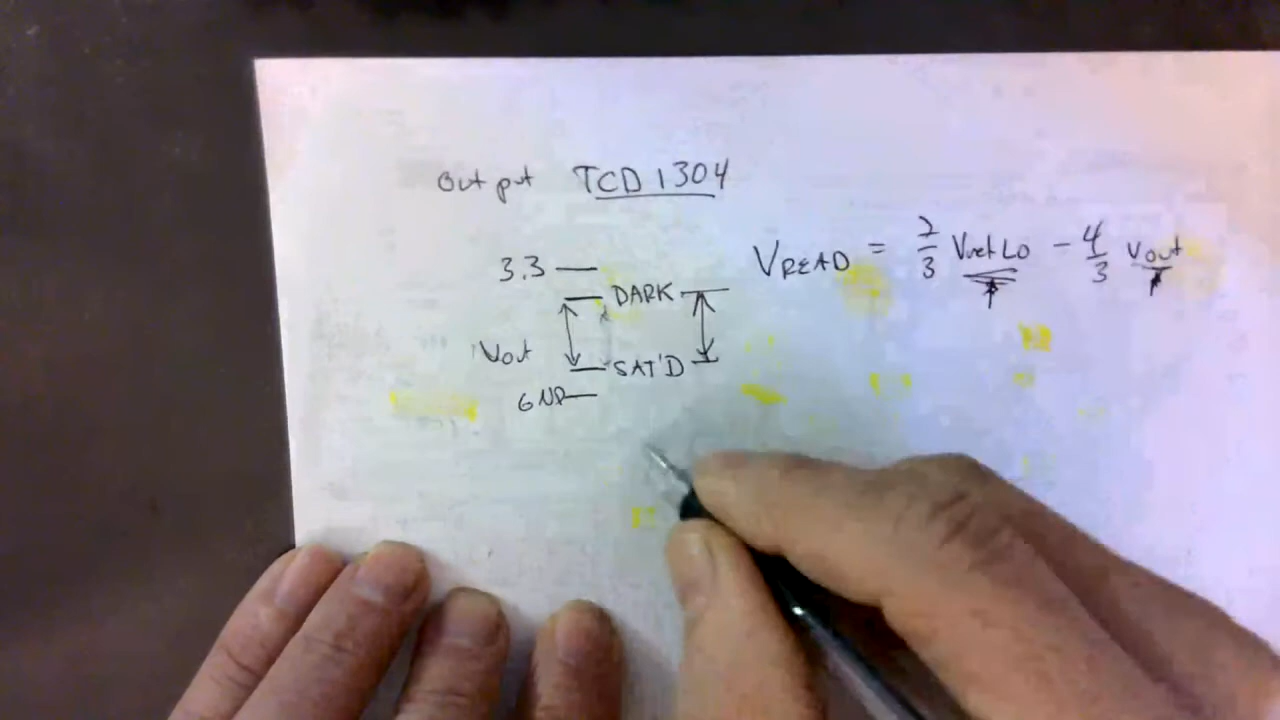 Output TCD1304
VREAD = 2/3 VrefLo - 4/3 Vout
3.3
DARK
Vout
SAT'D
GND